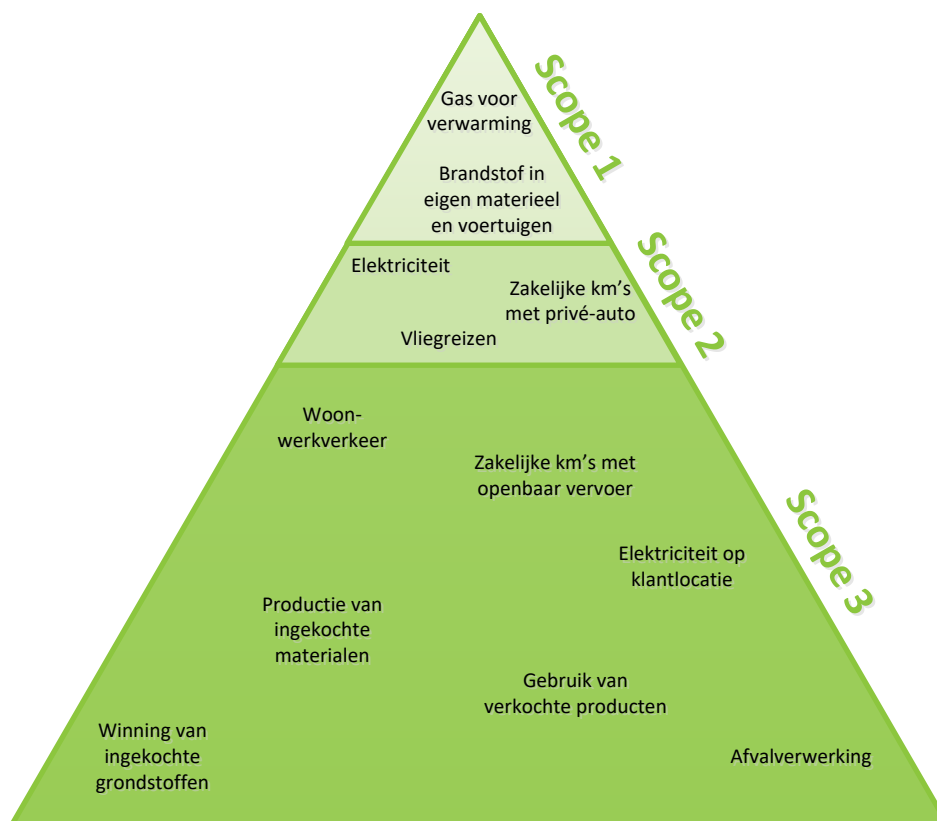 Scope 1
Gas voor
verwarming
Brandstof in
eigen materieel
en voertuigen
Scope 2
Elektriciteit
Zakelijke km's
met privé-auto
Vliegreizen
Scope 3
Woon-
werkverkeer
Zakelijke km's met
openbaar vervoer
Elektriciteit op
klantlocatie
Productie van
ingekochte
materialen
Gebruik van
verkochte producten
Winning van
ingekochte
grondstoffen
Afvalverwerking